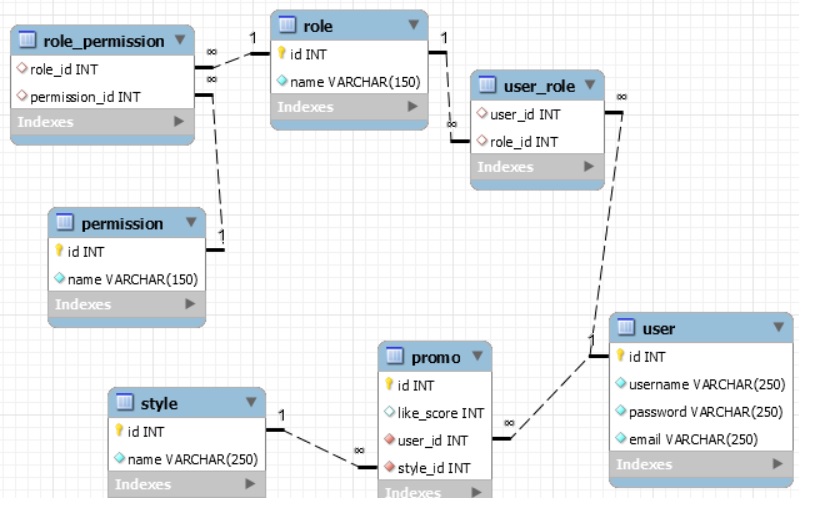 role_permission
role_id INT
permission_id INT
Indexes
∞
∞
1
role
id INT
name VARCHAR(150)
Indexes
1
∞
user_role
user_id INT
role_id INT
Indexes
∞
permission
id INT
name VARCHAR(150)
Indexes
1
style
id INT
name VARCHAR(250)
Indexes
1
∞
promo
id INT
like_score INT
user_id INT
style_id INT
Indexes
∞
1
user
id INT
username VARCHAR(250)
password VARCHAR(250)
email VARCHAR(250)
Indexes